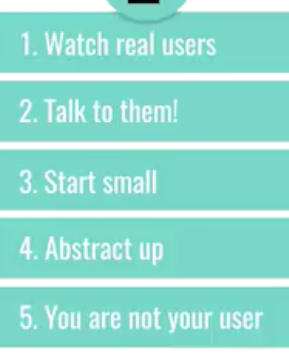 1. Watch real users
2. Talk to them!
3. Start small
4. Abstract up
5. You are not your user